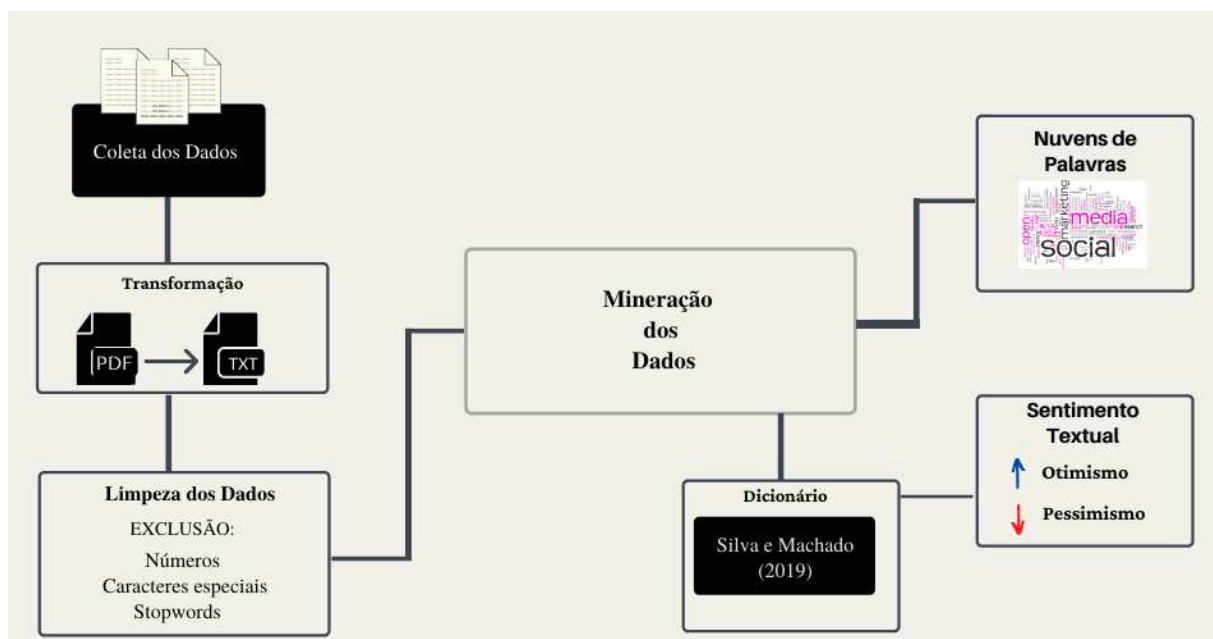 Coleta dos Dados
Transformação
PDF
TXT
Limpeza dos Dados
EXCLUSÃO:
Números
Caracteres especiais
Stopwords
Mineração
dos
Dados
Dicionário
Silva e Machado
(2019)
Nuvens de
Palavras
open
marketing
media
social
Sentimento
Textual
Otimismo
Pessimismo